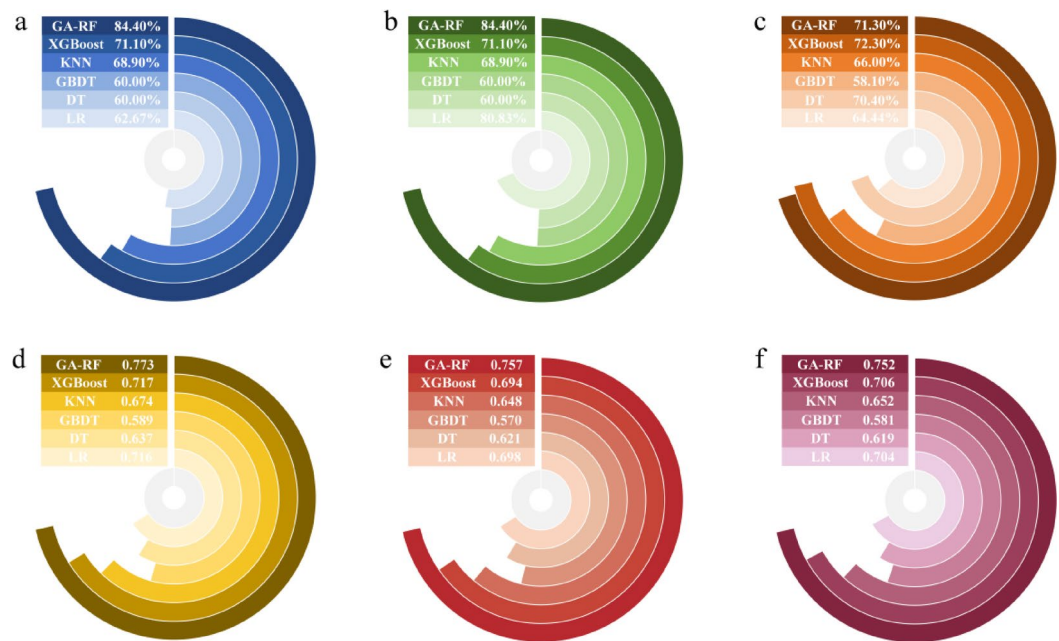 a
GA-RF 84.40%
XGBoost 71.10%
KNN 68.90%
GBDT 60.00%
DT 60.00%
LR 62.67%
b
GA-RF 84.40%
XGBoost 71.10%
KNN 68.90%
GBDT 60.00%
DT 60.00%
LR 80.83%
c
GA-RF 71.30%
XGBoost 72.30%
KNN 66.00%
GBDT 58.10%
DT 70.40%
LR 64.44%
d
GA-RF 0.773
XGBoost 0.717
KNN 0.674
GBDT 0.589
DT 0.637
LR 0.716
e
GA-RF 0.757
XGBoost 0.694
KNN 0.648
GBDT 0.570
DT 0.621
LR 0.698
f
GA-RF 0.752
XGBoost 0.706
KNN 0.652
GBDT 0.581
DT 0.619
LR 0.704